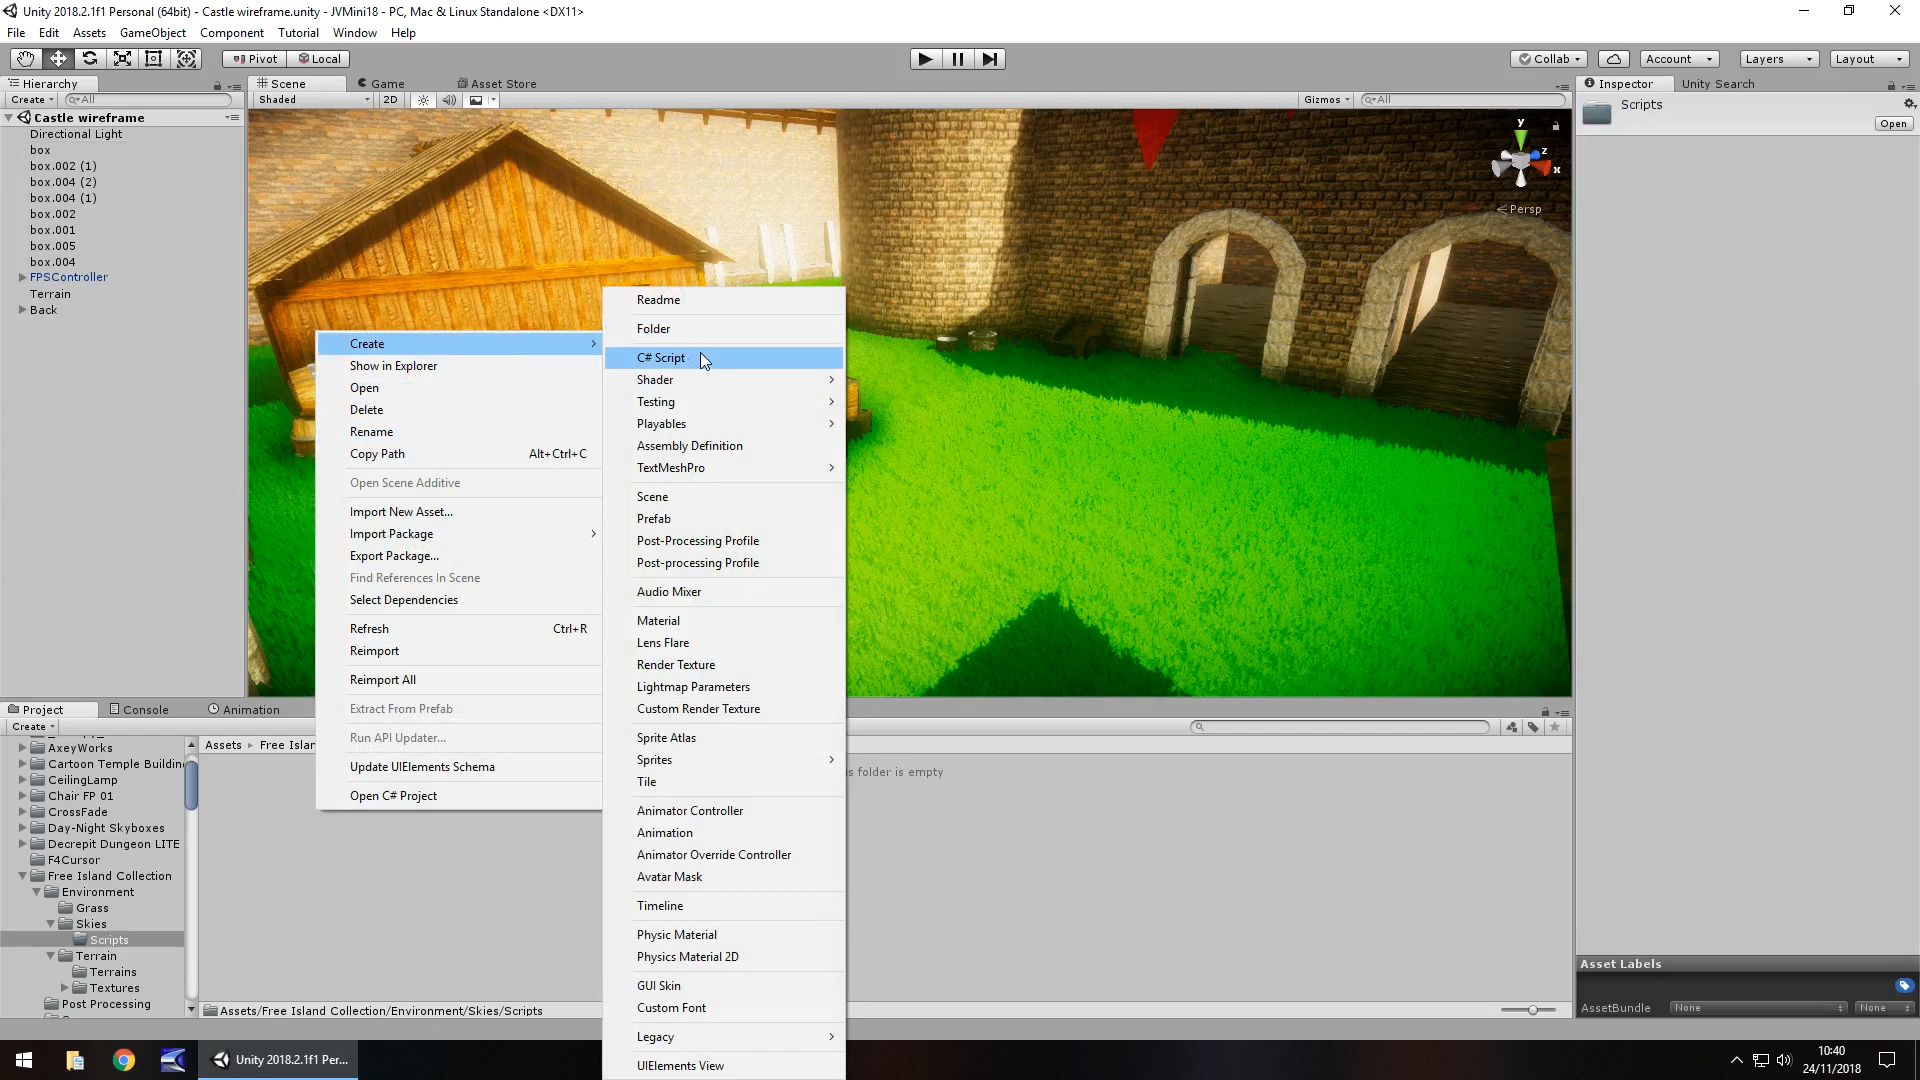 Unity 2018.2.1f1 Personal (64bit) - Castle wireframe.unity - JVMini18 - PC, Mac & Linux Standalone <DX11>
File Edit Assets GameObject Component Tutorial Window Help
Pivot Local Collab Account Layers Layout
Hierarchy
Create All
Castle wireframe
Directional Light
box
box.002 (1)
box.004 (2)
box.004 (1)
box.002
box.001
box.005
box.004
FPSController
Terrain
Back
Scene Game Asset Store
Shaded 2D Gizmos All
y
z
x
Persp
Create
Show in Explorer
Open
Delete
Rename
Copy Path Alt+Ctrl+C
Open Scene Additive
Import New Asset...
Import Package
Export Package...
Find References In Scene
Select Dependencies
Refresh Ctrl+R
Reimport
Reimport All
Extract From Prefab
Run API Updater...
Update UIElements Schema
Open C# Project
Readme
Folder
C# Script
Shader
Testing
Playables
Assembly Definition
TextMeshPro
Scene
Prefab
Post-Processing Profile
Post-processing Profile
Audio Mixer
Material
Lens Flare
Render Texture
Lightmap Parameters
Custom Render Texture
Sprite Atlas
Sprites
Tile
Animator Controller
Animation
Animator Override Controller
Avatar Mask
Timeline
Physic Material
Physics Material 2D
GUI Skin
Custom Font
Legacy
UIElements View
Inspector Unity Search
Scripts
Open
Asset Labels
AssetBundle None None
Project Console Animation
Create
AxeyWorks
Cartoon Temple Building
CeilingLamp
Chair FP 01
CrossFade
Day-Night Skyboxes
Decrepit Dungeon LITE
F4Cursor
Free Island Collection
Environment
Grass
Skies
Scripts
Terrain
Terrains
Textures
Post Processing
Assets Free Islan
s folder is empty
Assets/Free Island Collection/Environment/Skies/Scripts
Unity 2018.2.1f1 Per...
10:40
24/11/2018